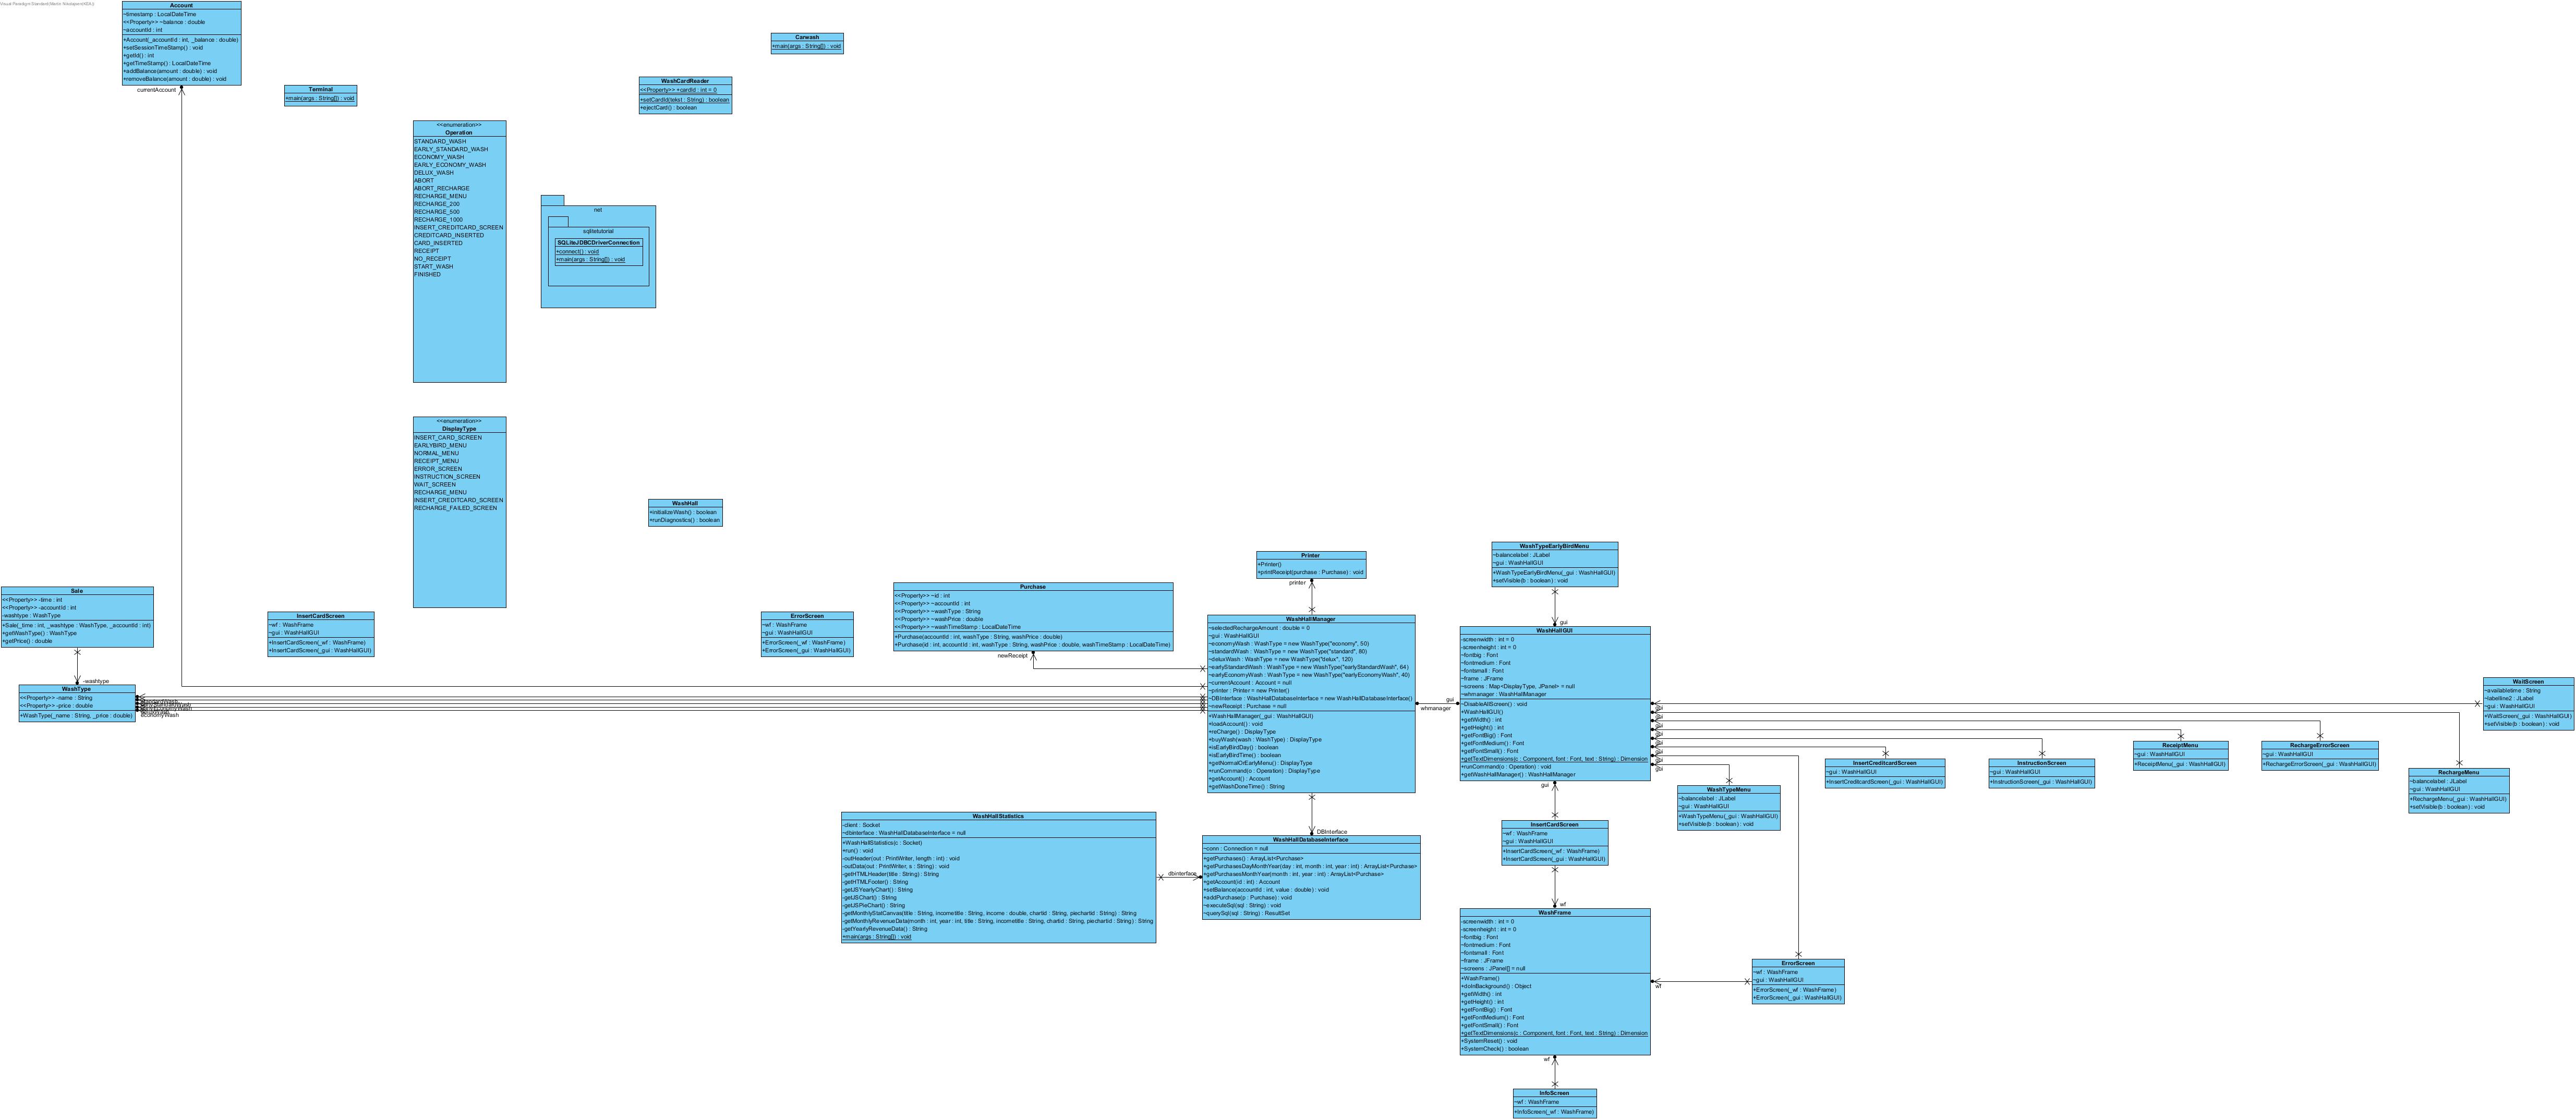 Account
~timestamp : LocalDateTime
<<Property>> ~balance : double
~accountId : int
+Account(_accountId : int, _balance : double)
+setSessionTimeStamp() : void
+getId() : int
+getTimeStamp() : LocalDateTime
+addBalance(amount : double) : void
+removeBalance(amount : double) : void
currentAccount
Terminal
+main(args : String[]) : void
Carwash
+main(args : String[]) : void
WashCardReader
<<Property>> +cardId : int = 0
+setCardId(tekst : String) : boolean
+ejectCard() : boolean
<<enumeration>>
Operation
STANDARD_WASH
EARLY_STANDARD_WASH
ECONOMY_WASH
EARLY_ECONOMY_WASH
DELUX_WASH
ABORT
ABORT_RECHARGE
RECHARGE_MENU
RECHARGE_200
RECHARGE_500
RECHARGE_1000
INSERT_CREDITCARD_SCREEN
CREDITCARD_INSERTED
CARD_INSERTED
RECEIPT
NO_RECEIPT
START_WASH
FINISHED
net
sqlitetutorial
SQLiteJDBCDriverConnection
+connect() : void
+main(args : String[]) : void
<<enumeration>>
DisplayType
INSERT_CARD_SCREEN
EARLYBIRD_MENU
NORMAL_MENU
RECEIPT_MENU
ERROR_SCREEN
INSTRUCTION_SCREEN
WAIT_SCREEN
RECHARGE_MENU
INSERT_CREDITCARD_SCREEN
RECHARGE_FAILED_SCREEN
WashHall
+initializeWash() : boolean
+runDiagnostics() : boolean
Sale
<<Property>> -time : int
<<Property>> -accountId : int
-washtype : WashType
+Sale(_time : int, _washtype : WashType, _accountId : int)
+getWashType() : WashType
+getPrice() : double
-washtype
WashType
<<Property>> -name : String
<<Property>> -price : double
+WashType(_name : String, _price : double)
economyWash
InsertCardScreen
~wf : WashFrame
~gui : WashHallGUI
+InsertCardScreen(_wf : WashFrame)
+InsertCardScreen(_gui : WashHallGUI)
ErrorScreen
~wf : WashFrame
~gui : WashHallGUI
+ErrorScreen(_wf : WashFrame)
+ErrorScreen(_gui : WashHallGUI)
Purchase
<<Property>> ~id : int
<<Property>> ~accountId : int
<<Property>> ~washType : String
<<Property>> ~washPrice : double
<<Property>> ~washTimeStamp : LocalDateTime
+Purchase(accountId : int, washType : String, washPrice : double)
+Purchase(id : int, accountId : int, washType : String, washPrice : double, washTimeStamp : LocalDateTime)
newReceipt
Printer
+Printer()
+printReceipt(purchase : Purchase) : void
printer
WashHallManager
~selectedRechargeAmount : double = 0
~gui : WashHallGUI
~economyWash : WashType = new WashType("economy", 50)
~standardWash : WashType = new WashType("standard", 80)
~deluxWash : WashType = new WashType("delux", 120)
~earlyStandardWash : WashType = new WashType("earlyStandardWash", 64)
~earlyEconomyWash : WashType = new WashType("earlyEconomyWash", 40)
~currentAccount : Account = null
~printer : Printer = new Printer()
~DBInterface : WashHallDatabaseInterface = new WashHallDatabaseInterface()
~newReceipt : Purchase = null
+WashHallManager(_gui : WashHallGUI)
+loadAccount() : void
+reCharge() : DisplayType
+buyWash(wash : WashType) : DisplayType
+isEarlyBirdDay() : boolean
+isEarlyBirdTime() : boolean
+getNormalOrEarlyMenu() : DisplayType
+runCommand(o : Operation) : DisplayType
+getAccount() : Account
+getWashDoneTime() : String
gui
whmanager
DBInterface
WashTypeEarlyBirdMenu
~balancelabel : JLabel
~gui : WashHallGUI
+WashTypeEarlyBirdMenu(_gui : WashHallGUI)
+setVisible(b : boolean) : void
gui
WashHallGUI
-screenwidth : int = 0
-screenheight : int = 0
~fontbig : Font
~fontmedium : Font
~fontsmall : Font
~frame : JFrame
~screens : Map<DisplayType, JPanel> = null
~whmanager : WashHallManager
~DisableAllScreen() : void
+WashHallGUI()
+getWidth() : int
+getHeight() : int
+getFontBig() : Font
+getFontMedium() : Font
+getFontSmall() : Font
+getTextDimensions(c : Component, font : Font, text : String) : Dimension
+runCommand(o : Operation) : void
+getWashHallManager() : WashHallManager
gui
gui
gui
gui
gui
gui
gui
gui
gui
WaitScreen
~availabletime : String
~labelline2 : JLabel
~gui : WashHallGUI
+WaitScreen(_gui : WashHallGUI)
+setVisible(b : boolean) : void
ReceiptMenu
~gui : WashHallGUI
+ReceiptMenu(_gui : WashHallGUI)
RechargeErrorScreen
~gui : WashHallGUI
+RechargeErrorScreen(_gui : WashHallGUI)
InsertCreditcardScreen
~gui : WashHallGUI
+InsertCreditcardScreen(_gui : WashHallGUI)
InstructionScreen
~gui : WashHallGUI
+InstructionScreen(_gui : WashHallGUI)
RechargeMenu
~balancelabel : JLabel
~gui : WashHallGUI
+RechargeMenu(_gui : WashHallGUI)
+setVisible(b : boolean) : void
WashTypeMenu
~balancelabel : JLabel
~gui : WashHallGUI
+WashTypeMenu(_gui : WashHallGUI)
+setVisible(b : boolean) : void
WashHallStatistics
-client : Socket
~dbinterface : WashHallDatabaseInterface = null
+WashHallStatistics(c : Socket)
+run() : void
-outHeader(out : PrintWriter, length : int) : void
-outData(out : PrintWriter, s : String) : void
-getHTMLHeader(title : String) : String
-getHTMLFooter() : String
-getJSYearlyChart() : String
-getJSChart() : String
-getJSPieChart() : String
-getMonthlyStatCanvas(title : String, incometitle : String, income : double, chartid : String, piechartid : String) : String
-getMonthlyRevenueData(month : int, year : int, title : String, incometitle : String, chartid : String, piechartid : String) : String
-getYearlyRevenueData() : String
+main(args : String[]) : void
dbinterface
WashHallDatabaseInterface
~conn : Connection = null
+getPurchases() : ArrayList<Purchase>
+getPurchasesDayMonthYear(day : int, month : int, year : int) : ArrayList<Purchase>
+getPurchasesMonthYear(month : int, year : int) : ArrayList<Purchase>
+getAccount(id : int) : Account
+setBalance(accountId : int, value : double) : void
+addPurchase(p : Purchase) : void
~executeSql(sql : String) : void
~querySql(sql : String) : ResultSet
InsertCardScreen
~wf : WashFrame
~gui : WashHallGUI
+InsertCardScreen(_wf : WashFrame)
+InsertCardScreen(_gui : WashHallGUI)
wf
WashFrame
-screenwidth : int = 0
-screenheight : int = 0
~fontbig : Font
~fontmedium : Font
~fontsmall : Font
~frame : JFrame
~screens : JPanel[] = null
+WashFrame()
+doInBackground() : Object
+getWidth() : int
+getHeight() : int
+getFontBig() : Font
+getFontMedium() : Font
+getFontSmall() : Font
+getTextDimensions(c : Component, font : Font, text : String) : Dimension
+SystemReset() : void
+SystemCheck() : boolean
wf
wf
ErrorScreen
~wf : WashFrame
~gui : WashHallGUI
+ErrorScreen(_wf : WashFrame)
+ErrorScreen(_gui : WashHallGUI)
InfoScreen
~wf : WashFrame
+InfoScreen(_wf : WashFrame)